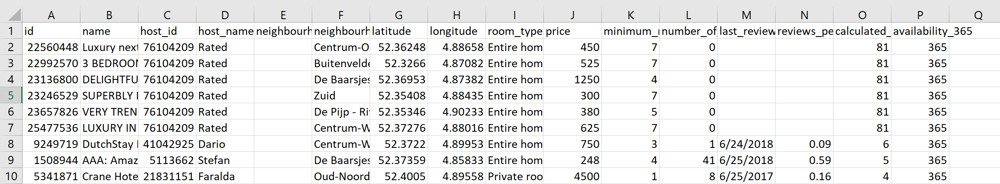 A B C D E F G H I J K L M N O P Q
1 id name host_id host_name neighbourh neighbourh latitude longitude room_type price minimum_ number_of_ last_review reviews_pe calculated_ availability_365
2 22560448 Luxury next 76104209 Rated Centrum-O 52.36248 4.88658 Entire hom 450 7 0 81 365
3 22992570 3 BEDROOM 76104209 Rated Buitenvelde 52.3266 4.87082 Entire hom 525 7 0 81 365
4 23136800 DELIGHTFU 76104209 Rated De Baarsjes 52.36953 4.87382 Entire hom 1250 4 0 81 365
5 23246529 SUPERBLY L 76104209 Rated Zuid 52.35408 4.88435 Entire hom 300 7 0 81 365
6 23657826 VERY TREN 76104209 Rated De Pijp - Riv 52.35346 4.90233 Entire hom 380 5 0 81 365
7 25477536 LUXURY IN 76104209 Rated Centrum-W 52.37276 4.88016 Entire hom 625 7 0 81 365
8 9249719 DutchStay 41042925 Dario Centrum-W 52.3722 4.89953 Entire hom 750 3 1 6/24/2018 0.09 6 365
9 1508944 AAA: Amaz 5113662 Stefan De Baarsjes 52.37359 4.85833 Entire hom 248 4 41 6/25/2018 0.59 5 365
10 5341871 Crane Hote 21831151 Faralda Oud-Noord 52.4005 4.89558 Private roo 4500 1 8 6/25/2017 0.16 4 365